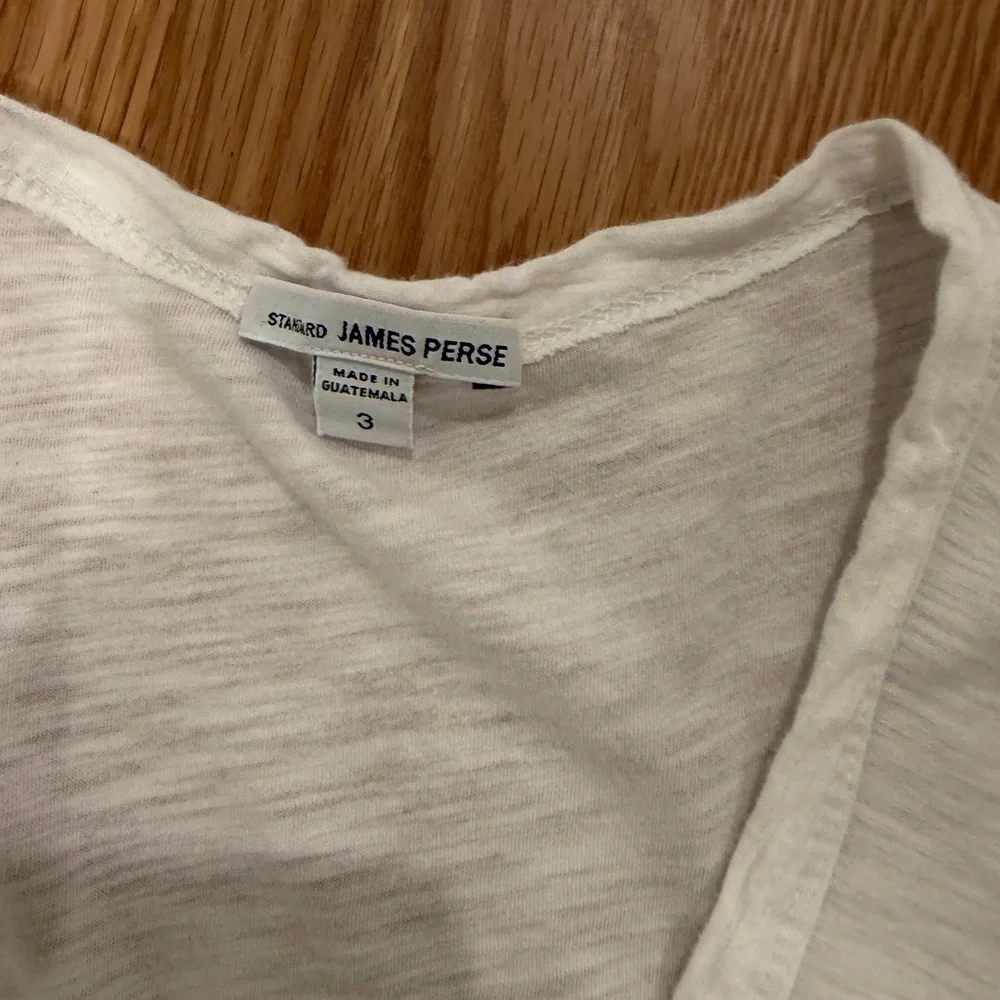 STANDARD JAMES PERSE
MADE IN
GUATEMALA
3